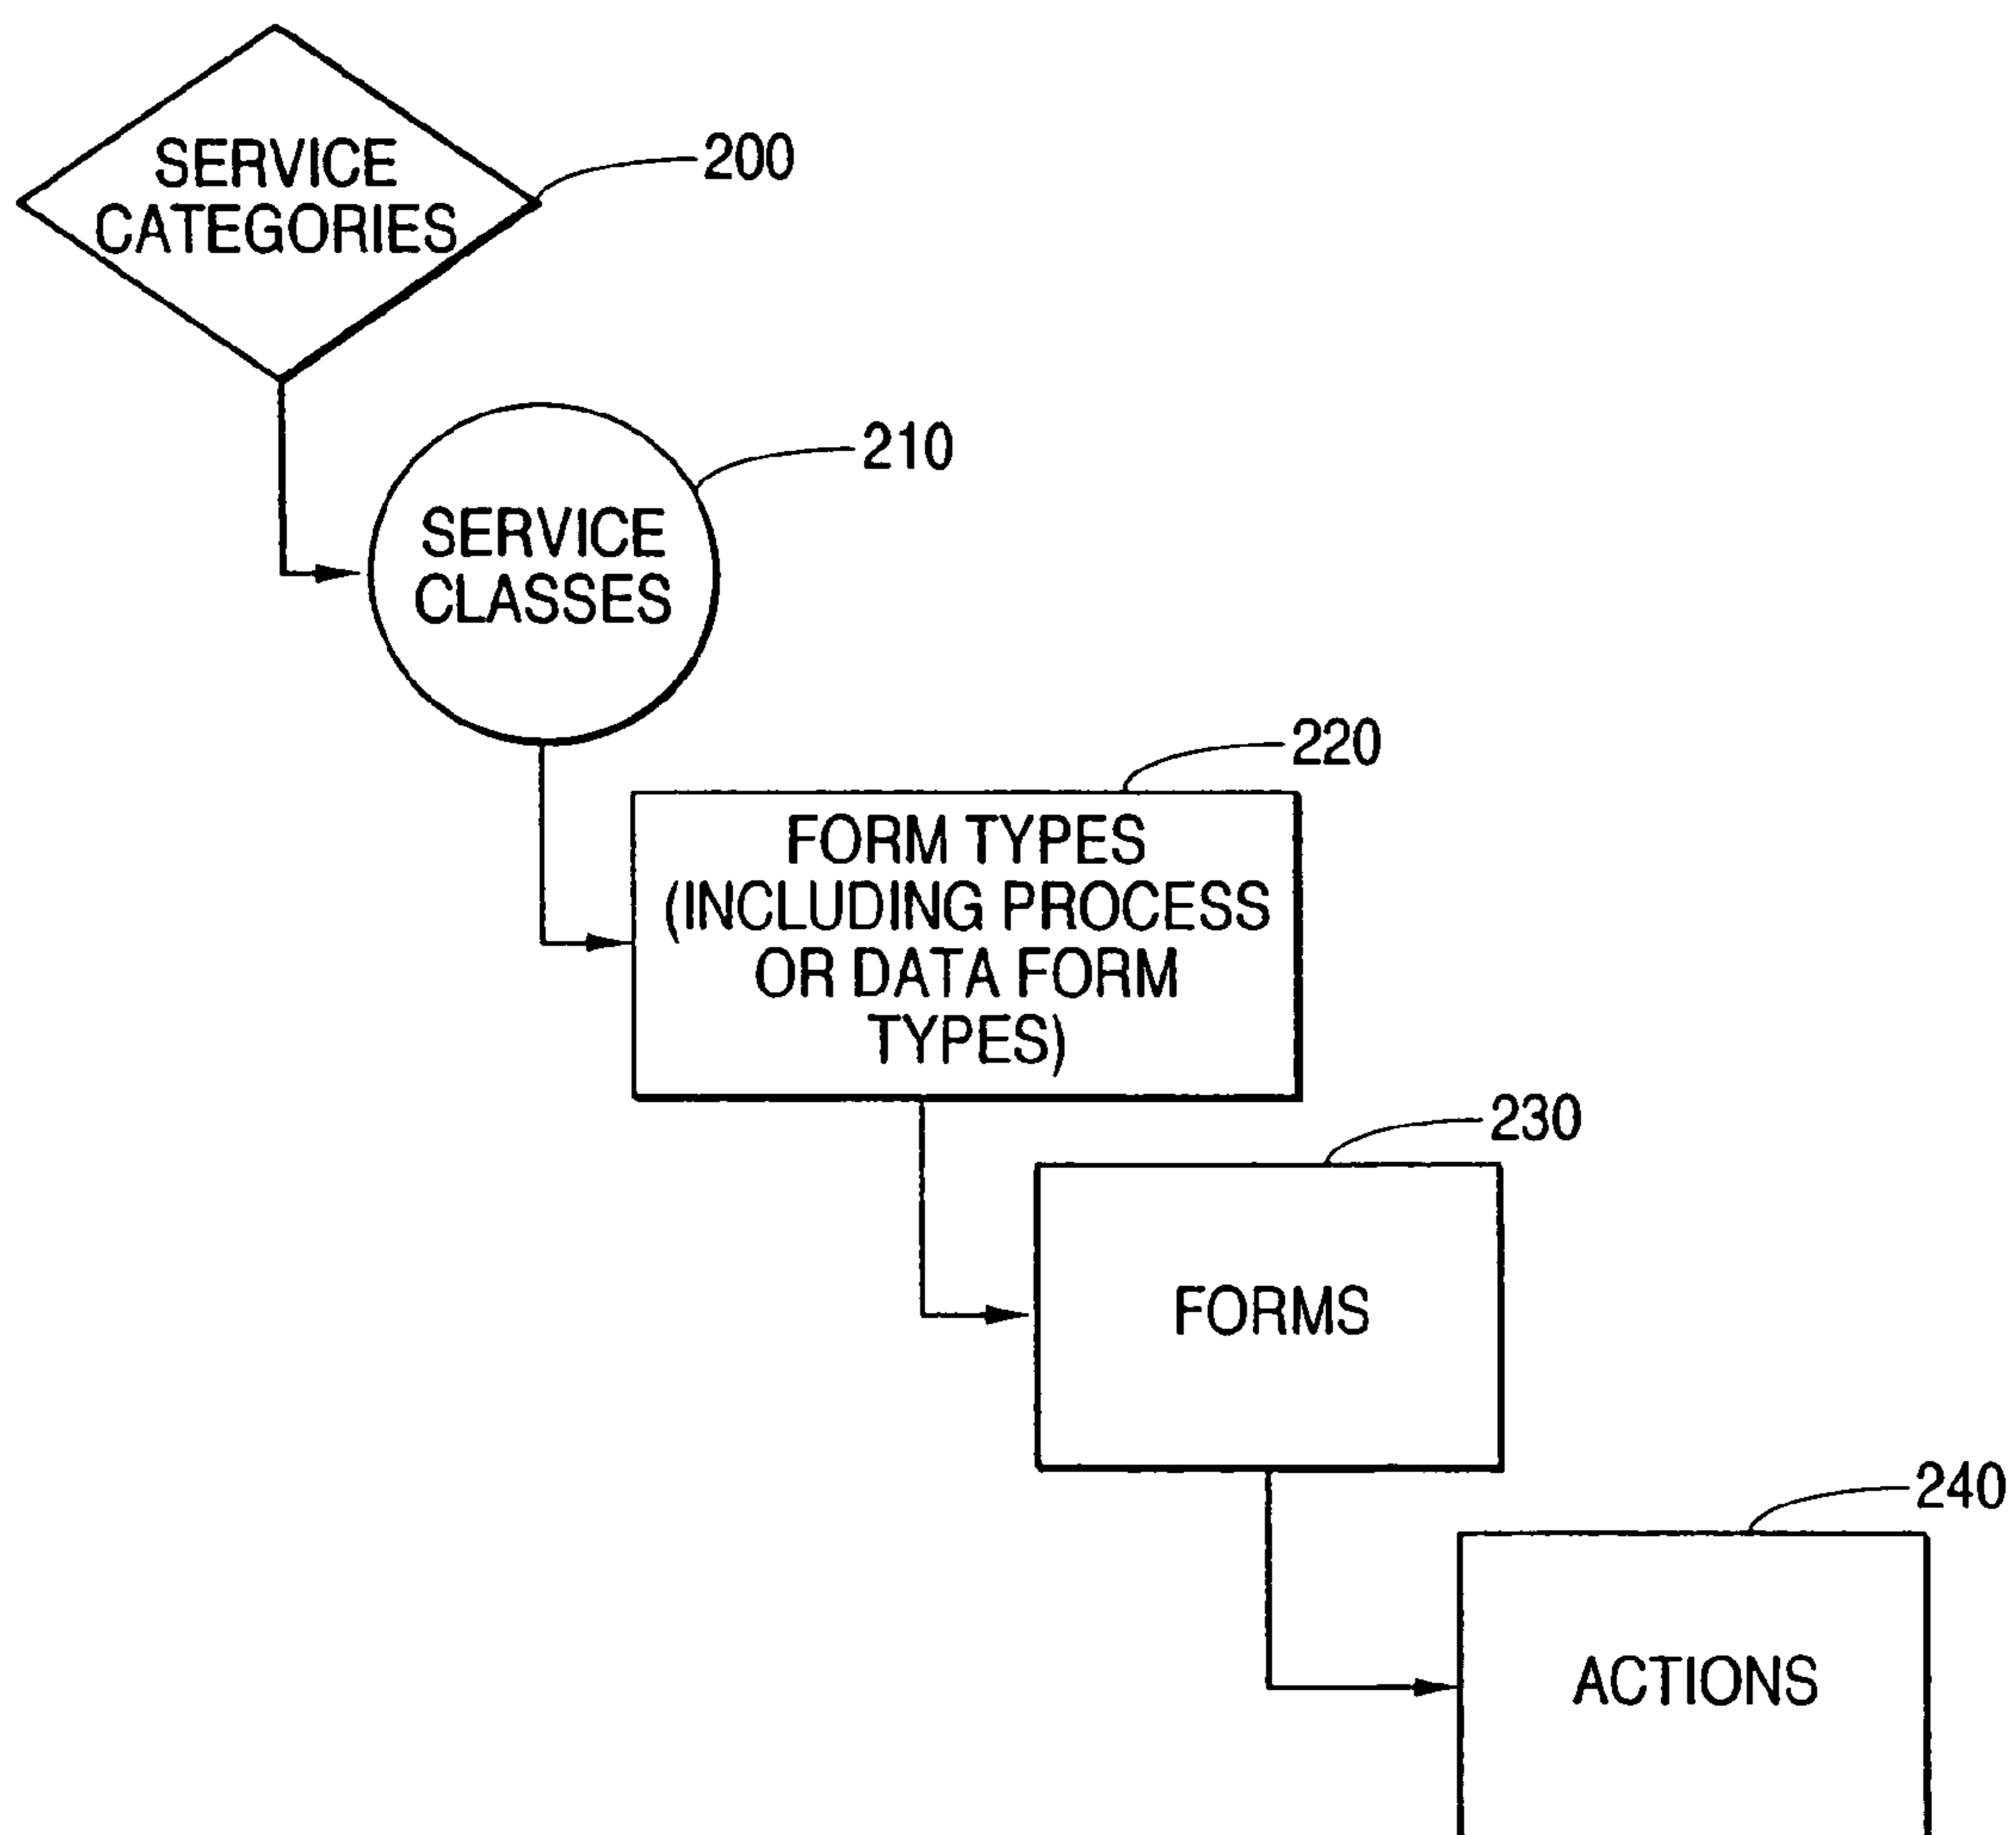 SERVICE
CATEGORIES
200
SERVICE
CLASSES
210
FORM TYPES
(INCLUDING PROCESS
OR DATA FORM
TYPES)
220
FORMS
230
ACTIONS
240